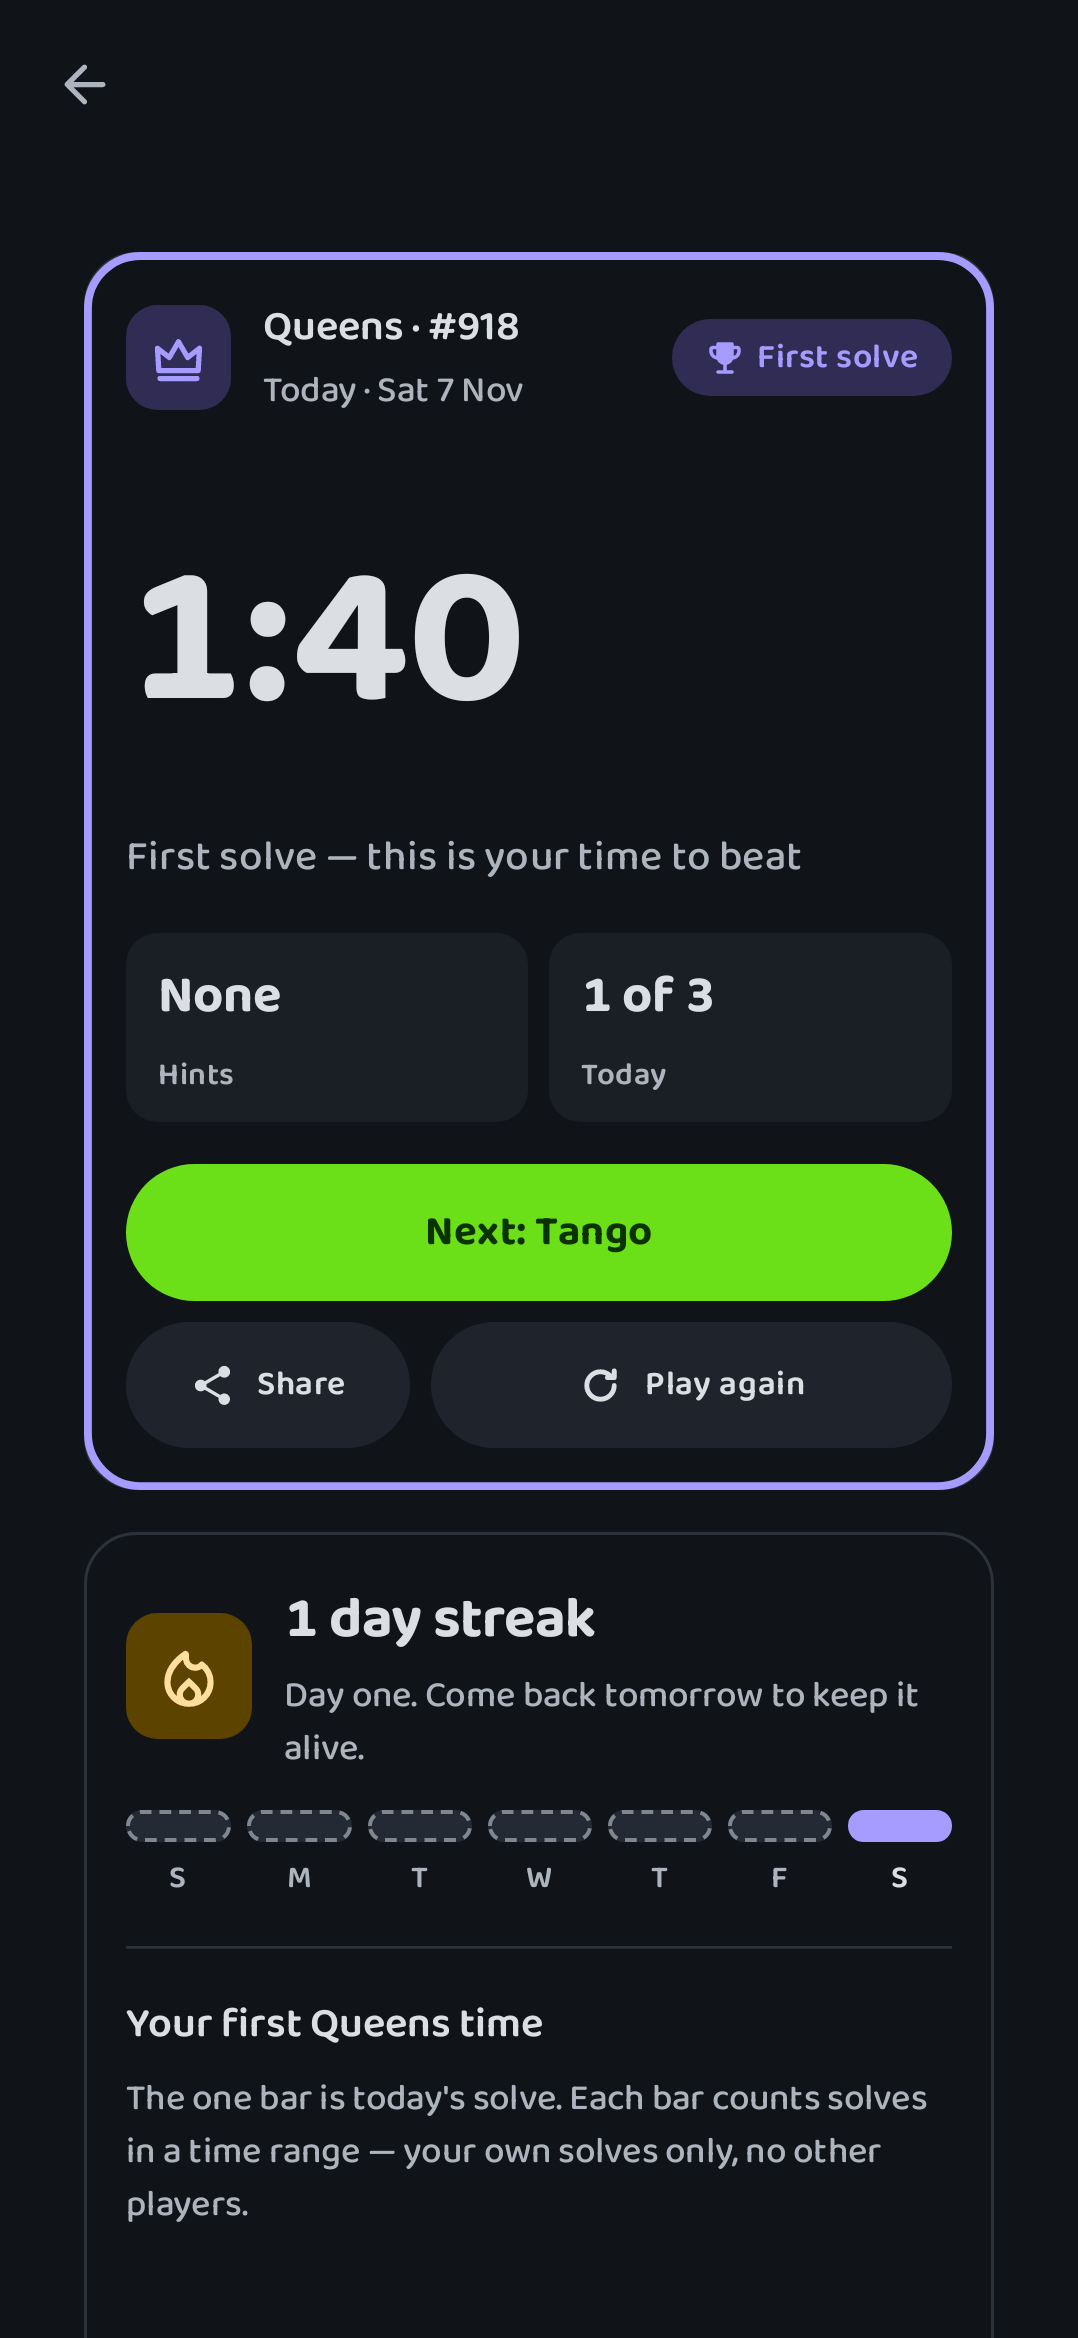 Queens · #918
Today · Sat 7 Nov
First solve
1:40
First solve — this is your time to beat
None
Hints
1 of 3
Today
Next: Tango
Share
Play again
1 day streak
Day one. Come back tomorrow to keep it
alive.
S M T W T F S
Your first Queens time
The one bar is today's solve. Each bar counts solves
in a time range — your own solves only, no other
players.